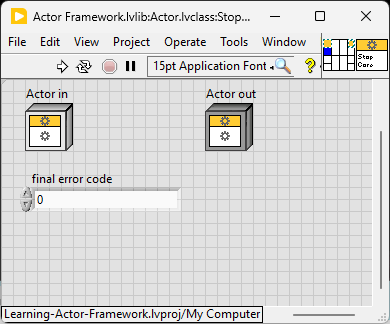 Actor Framework.lvlib:Actor.lvclass:Stop...
File Edit View Project Operate Tools Window
15pt Application Font
Stop
Core
Actor in
Actor out
final error code
0
Learning-Actor-Framework.lvproj/My Computer